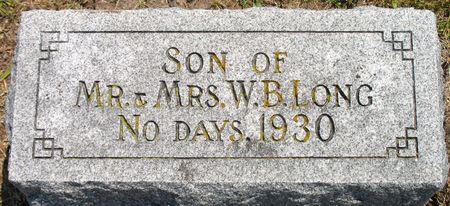 SON OF
MR. & MRS. W. B. LONG
NO DAYS. 1930